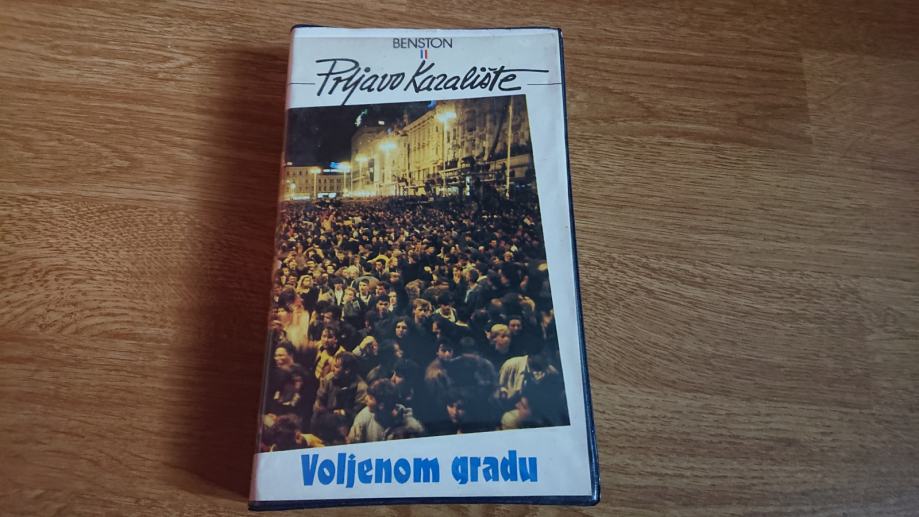 BENSTON
Prljavo Kazalište
Voljenom gradu